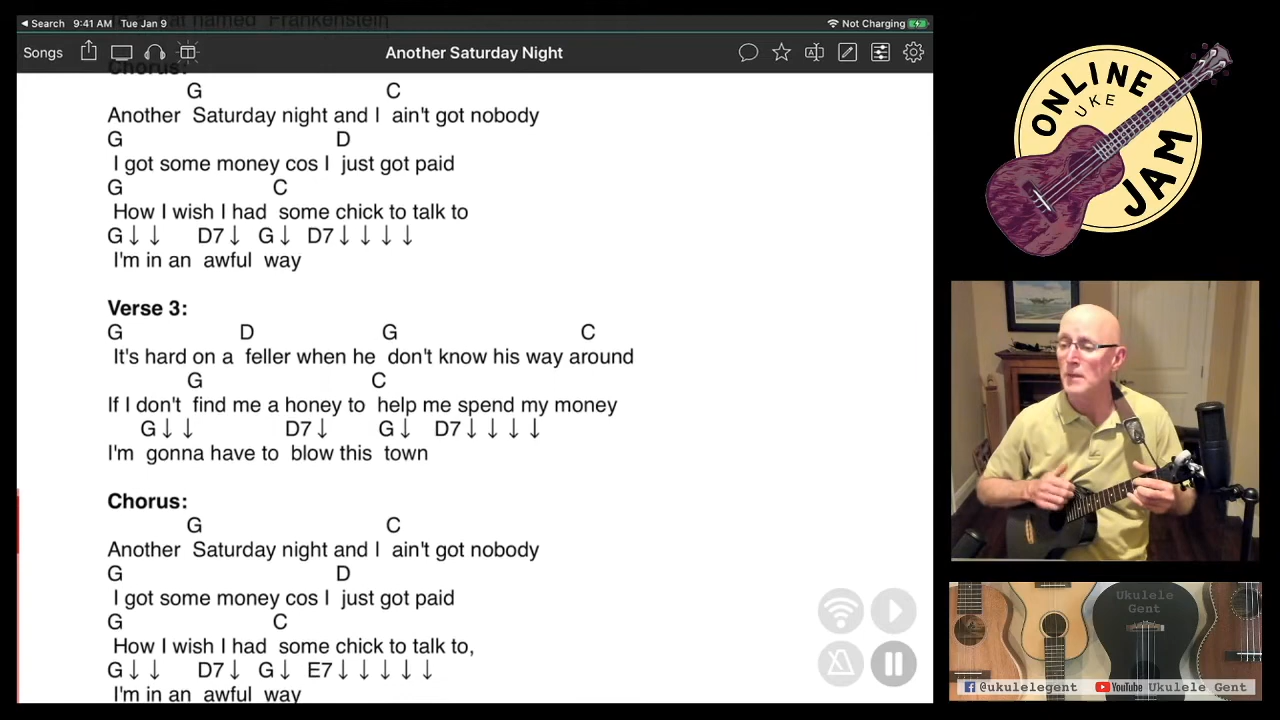 Search 9:41 AM Tue Jan 9
Not Charging
at named Frankenstein
Songs
Another Saturday Night
Chorus:
G C
Another Saturday night and I ain't got nobody
G D
I got some money cos I just got paid
G C
How I wish I had some chick to talk to
G↓ ↓ D7↓ G↓ D7↓ ↓ ↓ ↓
I'm in an awful way
Verse 3:
G D G C
It's hard on a feller when he don't know his way around
G C
If I don't find me a honey to help me spend my money
G↓ ↓ D7↓ G↓ D7↓ ↓ ↓ ↓
I'm gonna have to blow this town
Chorus:
G C
Another Saturday night and I ain't got nobody
G D
I got some money cos I just got paid
G C
How I wish I had some chick to talk to,
G↓ ↓ D7↓ G↓ E7↓ ↓ ↓ ↓ ↓
I'm in an awful way
ONLINE
UKE
JAM
Ukulele
Gent
@ukulelegent YouTube Ukulele Gent